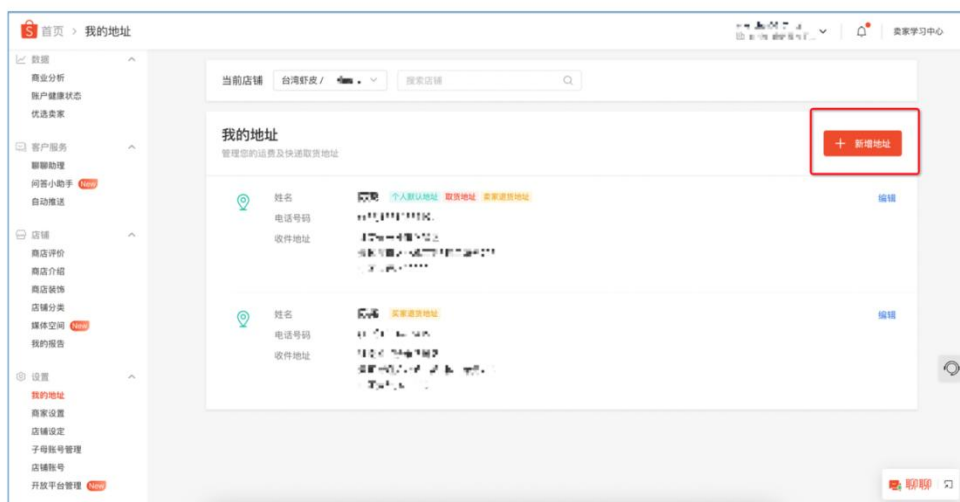 首页 > 我的地址
卖家学习中心
数据
商业分析
账户健康状态
优选卖家
客户服务
聊聊助理
问答小助手 New
自动推送
店铺
商店评价
商店介绍
商店装饰
店铺分类
媒体空间 New
我的报告
设置
我的地址
商家设置
店铺设定
子母账号管理
店铺账号
开放平台管理 New
当前店铺 台湾虾皮 / 搜索店铺
我的地址
管理您的运费及快递取货地址
+ 新增地址
姓名 个人默认地址 取货地址 卖家退货地址 编辑
电话号码
收件地址
姓名 买家退货地址 编辑
电话号码
收件地址
聊聊